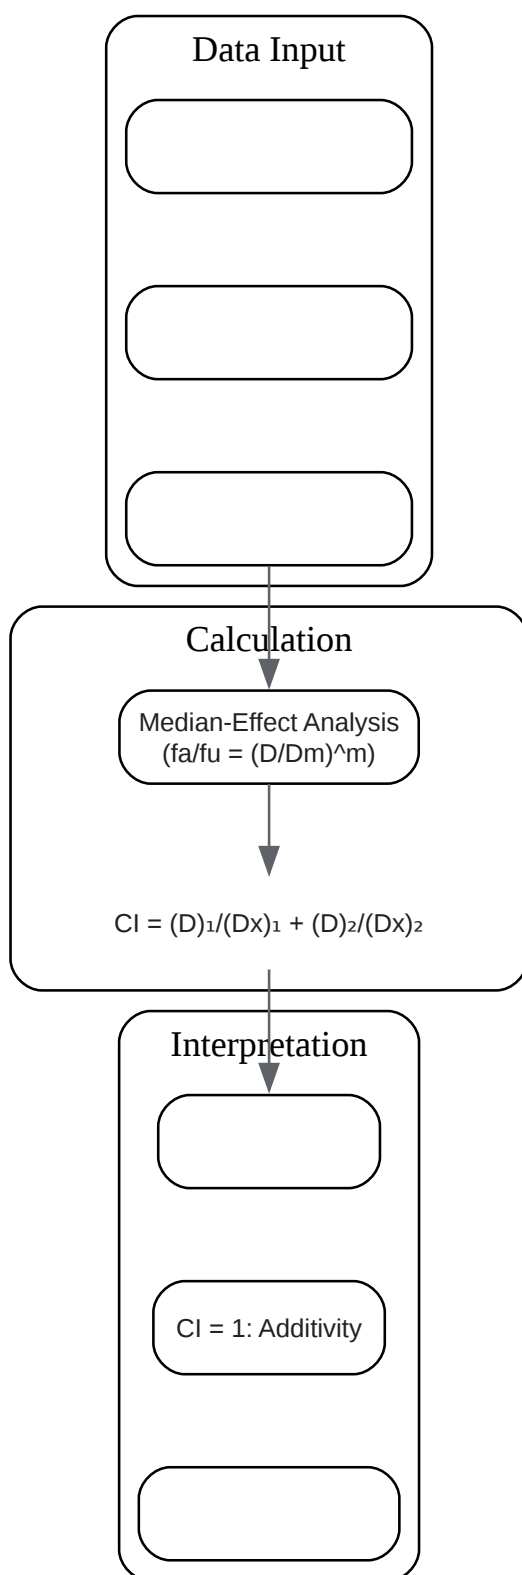 Data Input
Calculation
Median-Effect Analysis
(fa/fu = (D/Dm)^m)
CI = (D)₁/(Dx)₁ + (D)₂/(Dx)₂
Interpretation
CI = 1: Additivity